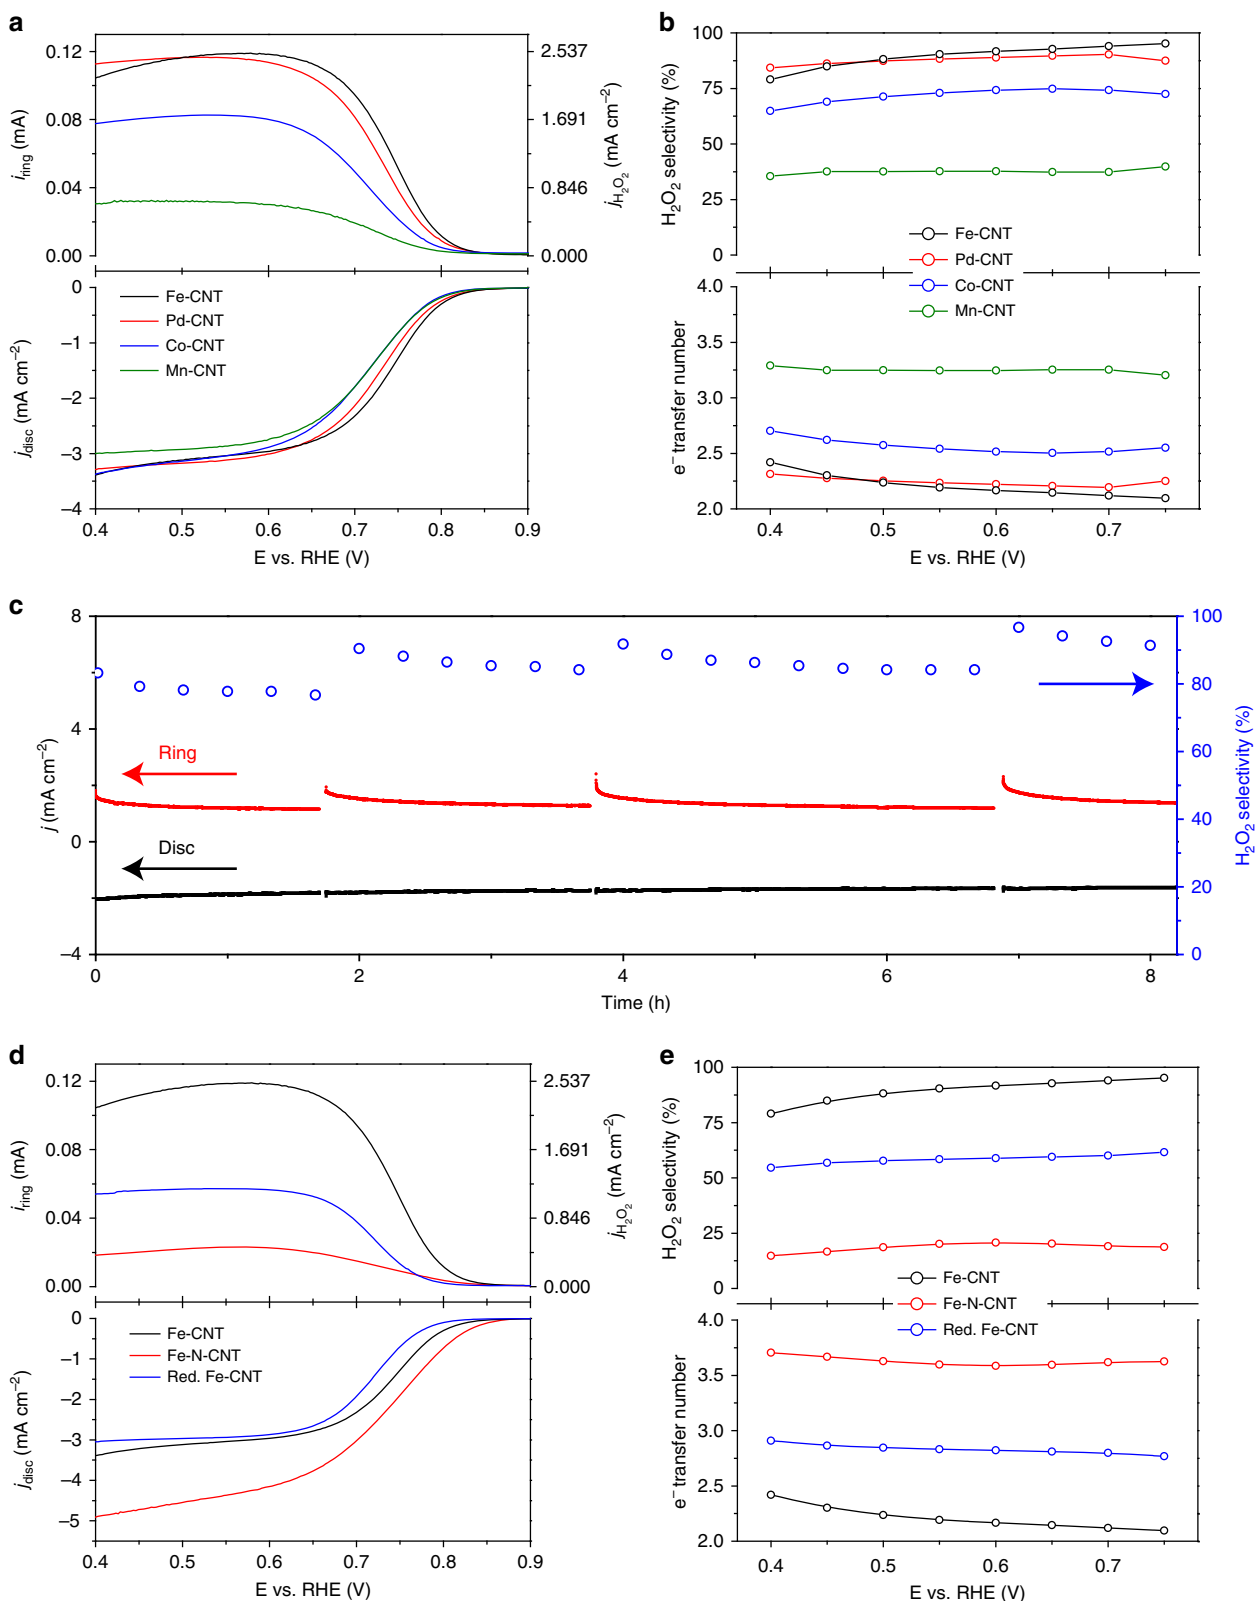 a
0.12
0.08
0.04
0.00
i_ring (mA)
2.537
1.691
0.846
0.000
j_H₂O₂ (mA cm⁻²)
0
−1
−2
−3
−4
j_disc (mA cm⁻²)
Fe-CNT
Pd-CNT
Co-CNT
Mn-CNT
0.4 0.5 0.6 0.7 0.8 0.9
E vs. RHE (V)
b
100
75
50
25
0
H₂O₂ selectivity (%)
Fe-CNT
Pd-CNT
Co-CNT
Mn-CNT
4.0
3.5
3.0
2.5
2.0
e⁻ transfer number
0.4 0.5 0.6 0.7
E vs. RHE (V)
c
8
4
0
−4
j (mA cm⁻²)
Ring
Disc
100
80
60
40
20
0
H₂O₂ selectivity (%)
0 2 4 6 8
Time (h)
d
0.12
0.08
0.04
0.00
i_ring (mA)
2.537
1.691
0.846
0.000
j_H₂O₂ (mA cm⁻²)
0
−1
−2
−3
−4
−5
j_disc (mA cm⁻²)
Fe-CNT
Fe-N-CNT
Red. Fe-CNT
0.4 0.5 0.6 0.7 0.8 0.9
E vs. RHE (V)
e
100
75
50
25
0
H₂O₂ selectivity (%)
Fe-CNT
Fe-N-CNT
Red. Fe-CNT
4.0
3.5
3.0
2.5
2.0
e⁻ transfer number
0.4 0.5 0.6 0.7
E vs. RHE (V)